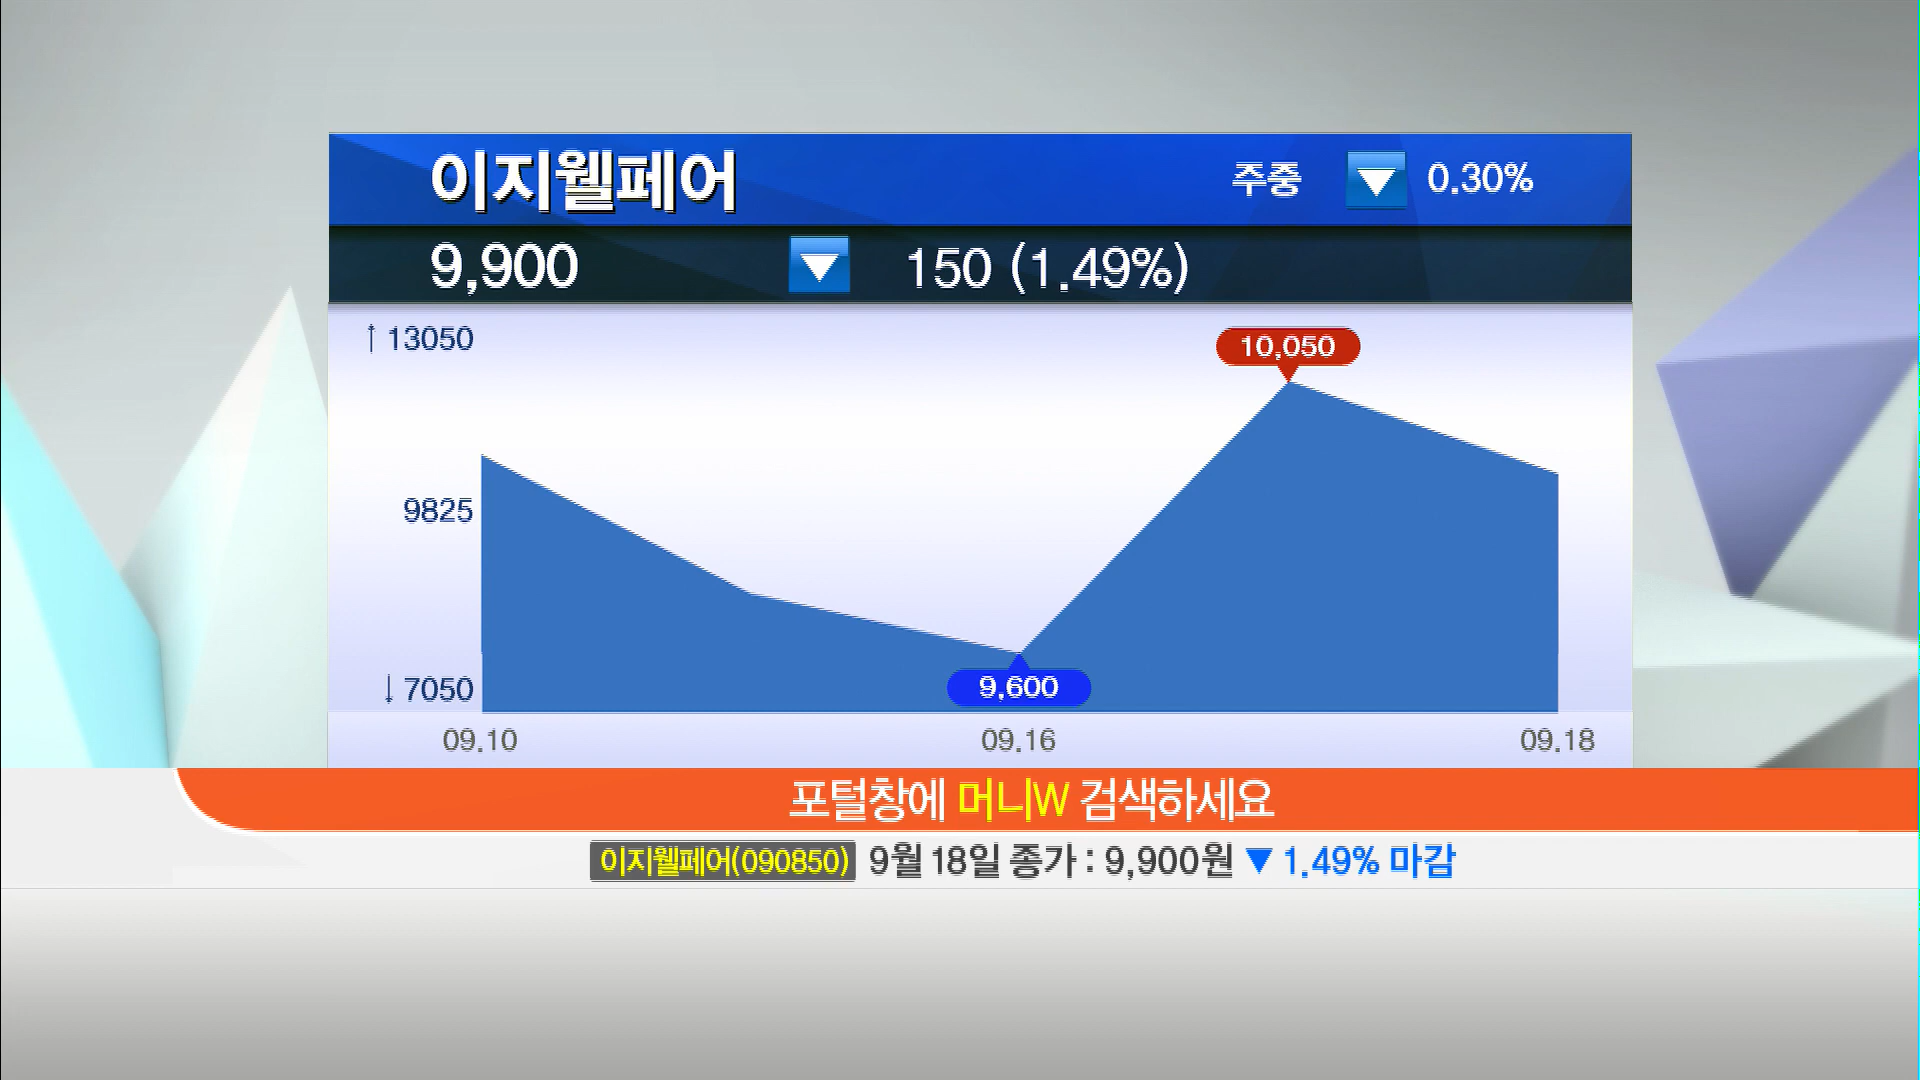 이지웰페어 주중 ▼ 0.30%
9,900 ▼ 150 (1.49%)
↑ 13050
10,050
9825
↓ 7050
9,600
09.10 09.16 09.18
포털창에 머니W 검색하세요
이지웰페어(090850) 9월 18일 종가 : 9,900원 ▼ 1.49% 마감